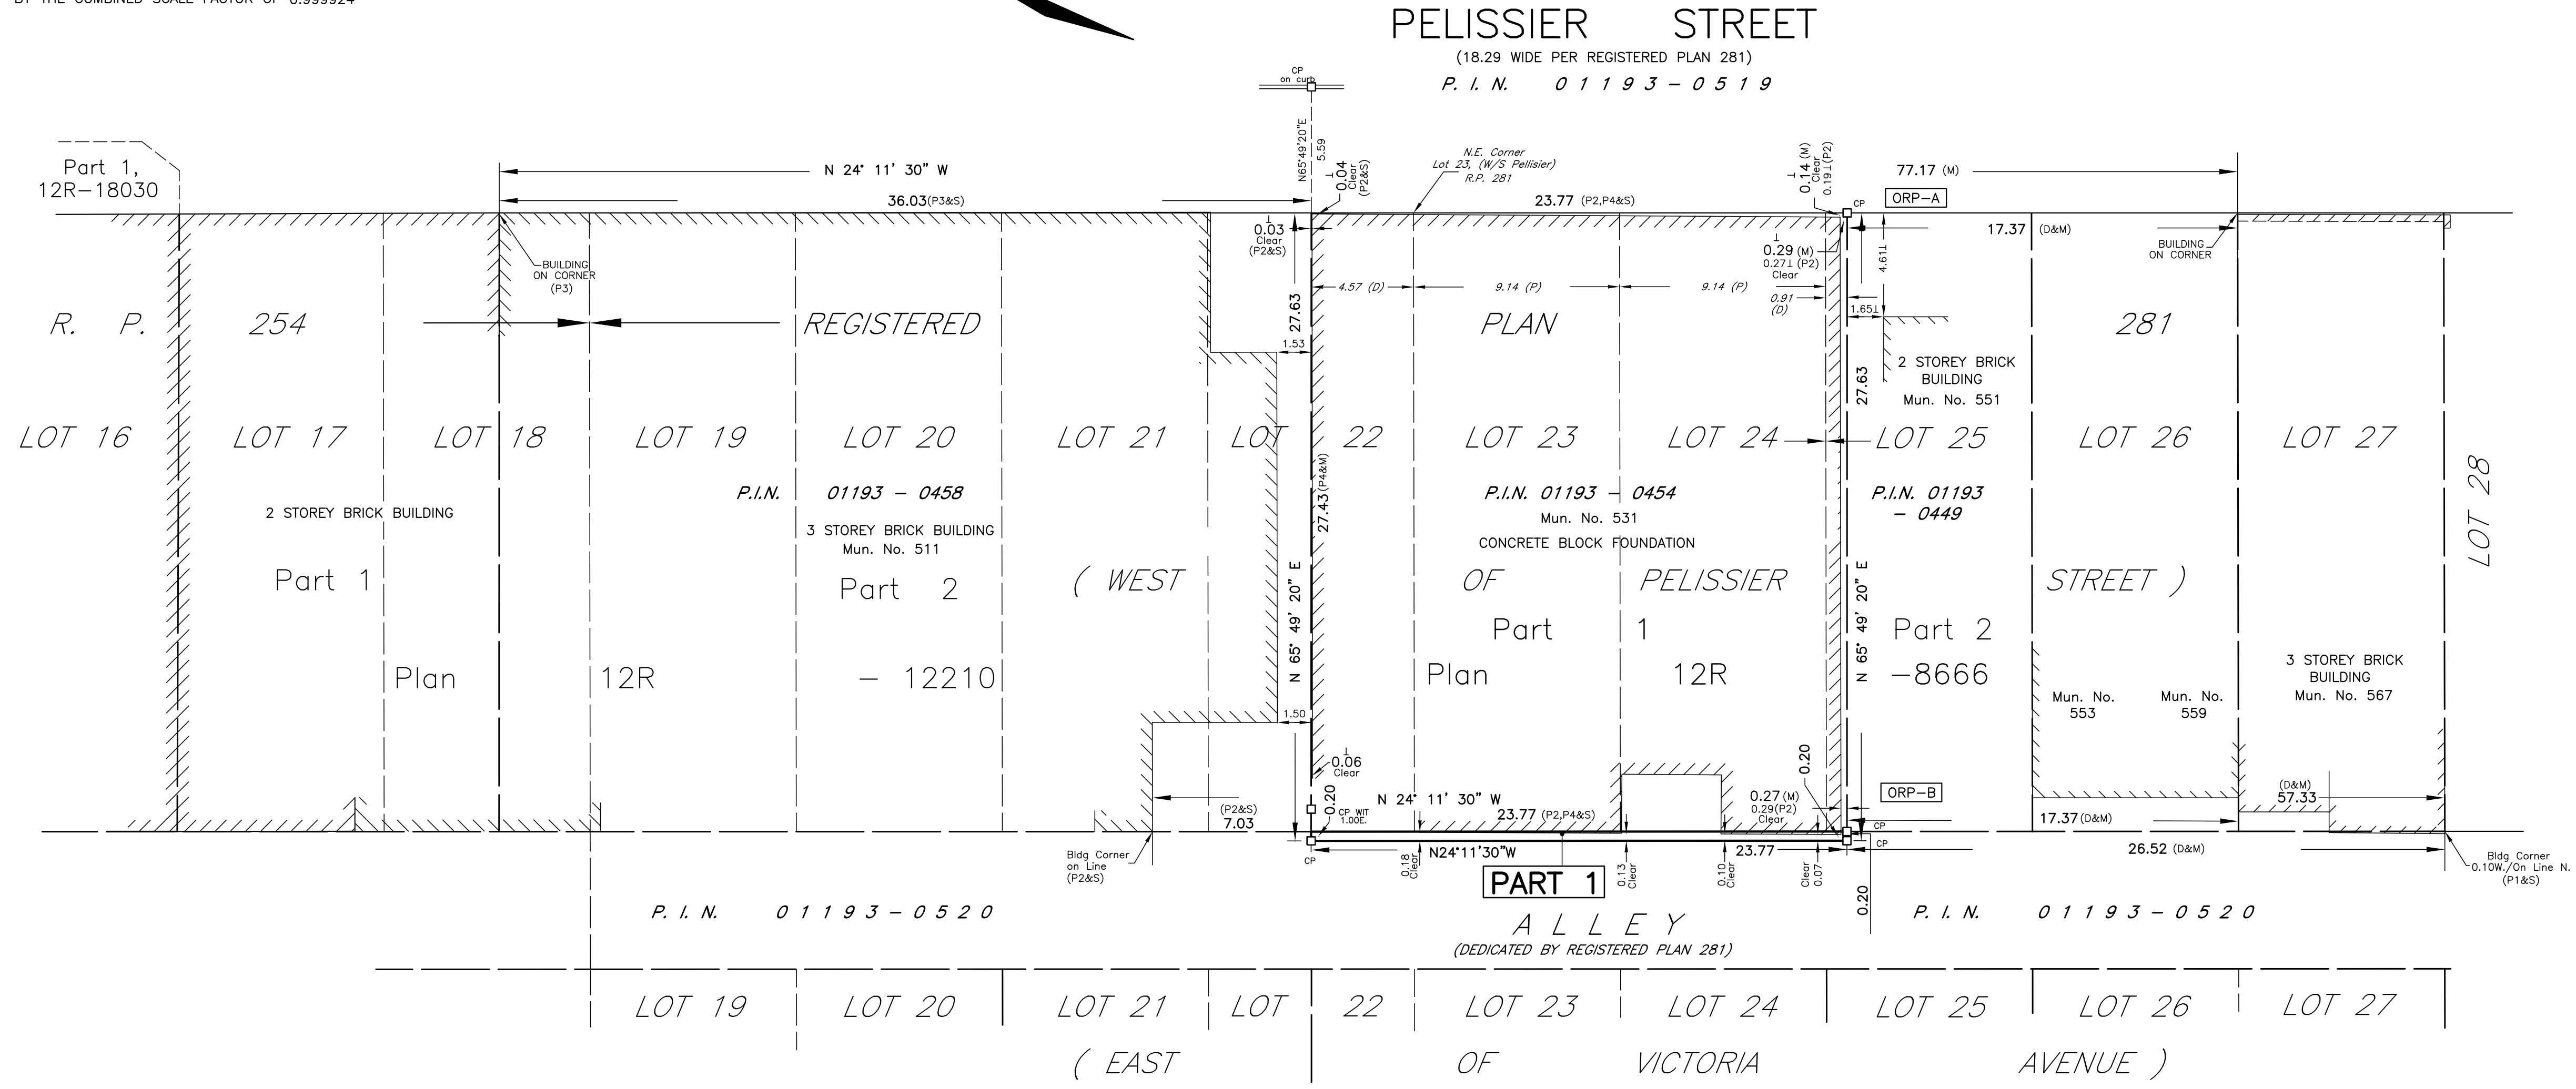 PELISSIER STREET
(18.29 WIDE PER REGISTERED PLAN 281)
P. I. N. 01193-0519
CP
on curb
N65°49'20"E
5.59
Part 1,
12R-18030
N 24° 11' 30" W
36.03(P3&S)
⊥
0.04
Clear
(P2&S)
N.E. Corner
Lot 23, (W/S Pellisier)
R.P. 281
23.77 (P2,P4&S)
⊥
0.14 (M)
Clear
0.19⊥(P2)
77.17 (M)
CP
ORP-A
17.37 (D&M)
BUILDING
ON CORNER
(P3)
⊥
0.03
Clear
(P2&S)
⊥
0.29 (M)
0.27⊥ (P2)
Clear
4.61⊥
BUILDING
ON CORNER
4.57 (D)
9.14 (P)
9.14 (P)
0.91
(D)
1.65⊥
27.63
1.53
R. P. 254 REGISTERED PLAN 281
27.63
2 STOREY BRICK
BUILDING
Mun. No. 551
LOT 16 LOT 17 LOT 18 LOT 19 LOT 20 LOT 21 LOT 22 LOT 23 LOT 24 LOT 25 LOT 26 LOT 27
LOT 28
27.43(P4&M)
P.I.N. 01193 - 0458
P.I.N. 01193 - 0454
P.I.N. 01193
- 0449
2 STOREY BRICK BUILDING
3 STOREY BRICK BUILDING
Mun. No. 511
Mun. No. 531
CONCRETE BLOCK FOUNDATION
Part 1
Part 2
( WEST OF PELISSIER STREET )
N 65° 49' 20" E
N 65° 49' 20" E
Part 1
Part 2
Plan 12R - 12210
Plan 12R -8666
3 STOREY BRICK
BUILDING
Mun. No. 567
Mun. No.
553
Mun. No.
559
1.50
⊥
0.06
Clear
0.20
CP WIT
1.00E.
N 24° 11' 30" W
23.77 (P2,P4&S)
0.20
0.27 (M)
0.29(P2)
Clear
ORP-B
(P2&S)
7.03
CP
17.37(D&M)
(D&M)
57.33
Bldg Corner
on Line
(P2&S)
CP
0.18
Clear
N24°11'30"W
23.77
0.13
Clear
0.10
Clear
Clear
0.07
CP
26.52 (D&M)
Bldg Corner
0.10W./On Line N.
(P1&S)
PART 1
0.20
P. I. N. 01193-0520
P. I. N. 01193-0520
ALLEY
(DEDICATED BY REGISTERED PLAN 281)
LOT 19 LOT 20 LOT 21 LOT 22 LOT 23 LOT 24 LOT 25 LOT 26 LOT 27
( EAST OF VICTORIA AVENUE )